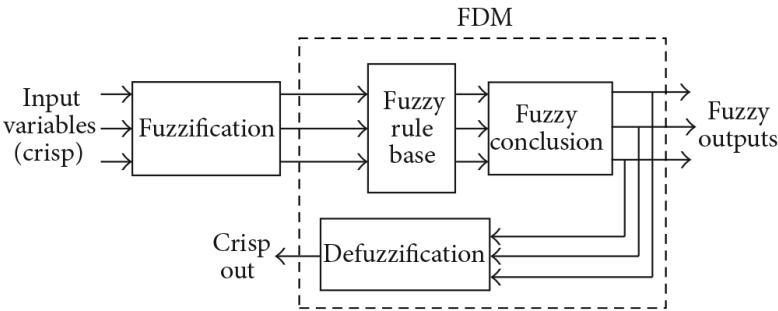 FDM
Input
variables
(crisp)
Fuzzification
Fuzzy
rule
base
Fuzzy
conclusion
Fuzzy
outputs
Crisp
out
Defuzzification